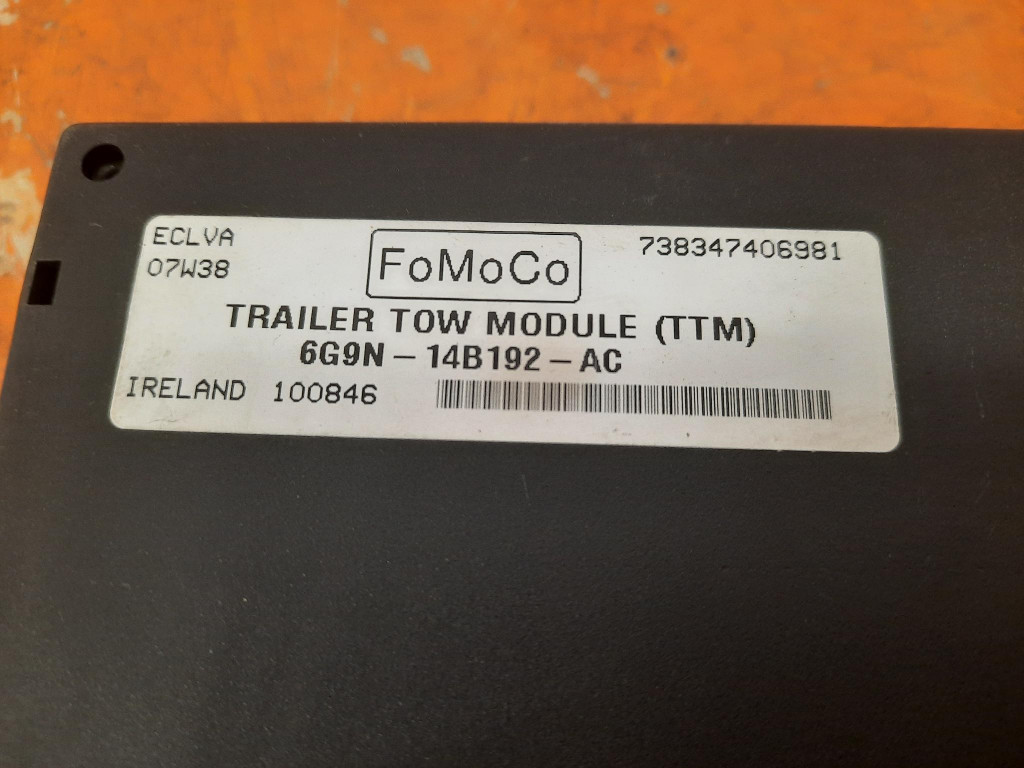 ECLVA
07W38
FoMoCo
738347406981
TRAILER TOW MODULE (TTM)
6G9N – 14B192 – AC
IRELAND 100846